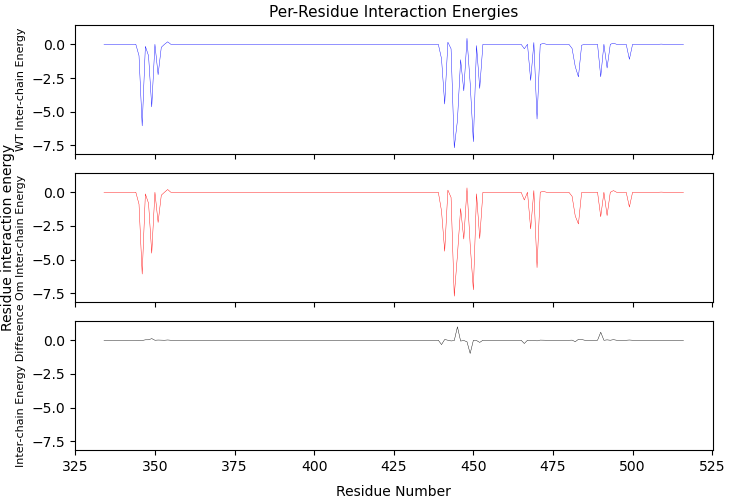 Per-Residue Interaction Energies
Residue interaction energy
WT Inter-chain Energy
0.0
−2.5
−5.0
−7.5
Om Inter-chain Energy
0.0
−2.5
−5.0
−7.5
Inter-chain Energy Difference
0.0
−2.5
−5.0
−7.5
325 350 375 400 425 450 475 500 525
Residue Number